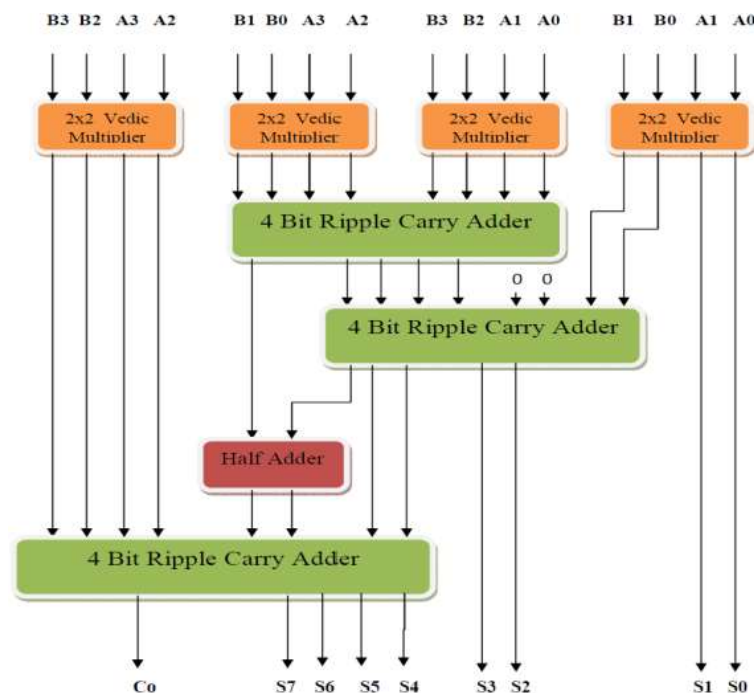 B3 B2 A3 A2 B1 B0 A3 A2 B3 B2 A1 A0 B1 B0 A1 A0
2x2 Vedic
Multiplier
2x2 Vedic
Multiplier
2x2 Vedic
Multiplier
2x2 Vedic
Multiplier
4 Bit Ripple Carry Adder
0 0
4 Bit Ripple Carry Adder
Half Adder
4 Bit Ripple Carry Adder
Co S7 S6 S5 S4 S3 S2 S1 S0